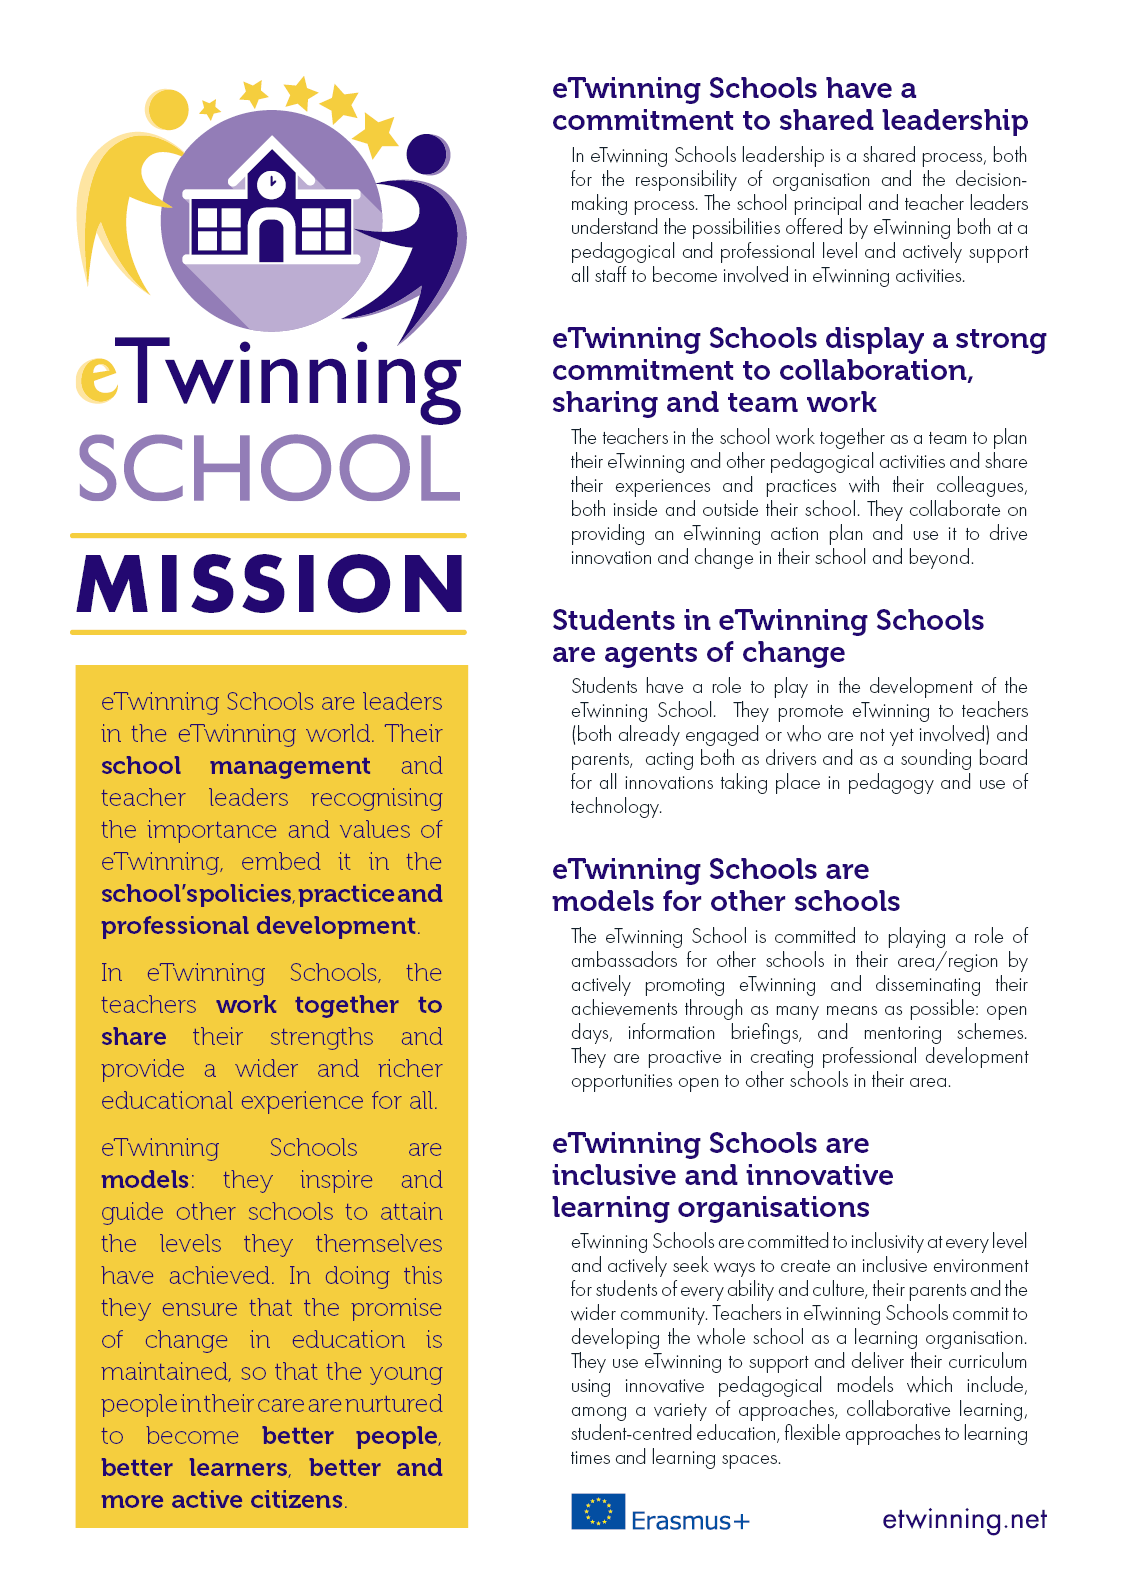 eTwinning
SCHOOL
MISSION
eTwinning Schools are leaders
in the eTwinning world. Their
school management and
teacher leaders recognising
the importance and values of
eTwinning, embed it in the
school's policies, practice and
professional development.
In eTwinning Schools, the
teachers work together to
share their strengths and
provide a wider and richer
educational experience for all.
eTwinning Schools are
models: they inspire and
guide other schools to attain
the levels they themselves
have achieved. In doing this
they ensure that the promise
of change in education is
maintained, so that the young
people in their care are nurtured
to become better people,
better learners, better and
more active citizens.
eTwinning Schools have a
commitment to shared leadership
In eTwinning Schools leadership is a shared process, both
for the responsibility of organisation and the decision-
making process. The school principal and teacher leaders
understand the possibilities offered by eTwinning both at a
pedagogical and professional level and actively support
all staff to become involved in eTwinning activities.
eTwinning Schools display a strong
commitment to collaboration,
sharing and team work
The teachers in the school work together as a team to plan
their eTwinning and other pedagogical activities and share
their experiences and practices with their colleagues,
both inside and outside their school. They collaborate on
providing an eTwinning action plan and use it to drive
innovation and change in their school and beyond.
Students in eTwinning Schools
are agents of change
Students have a role to play in the development of the
eTwinning School. They promote eTwinning to teachers
(both already engaged or who are not yet involved) and
parents, acting both as drivers and as a sounding board
for all innovations taking place in pedagogy and use of
technology.
eTwinning Schools are
models for other schools
The eTwinning School is committed to playing a role of
ambassadors for other schools in their area/region by
actively promoting eTwinning and disseminating their
achievements through as many means as possible: open
days, information briefings, and mentoring schemes.
They are proactive in creating professional development
opportunities open to other schools in their area.
eTwinning Schools are
inclusive and innovative
learning organisations
eTwinning Schools are committed to inclusivity at every level
and actively seek ways to create an inclusive environment
for students of every ability and culture, their parents and the
wider community. Teachers in eTwinning Schools commit to
developing the whole school as a learning organisation.
They use eTwinning to support and deliver their curriculum
using innovative pedagogical models which include,
among a variety of approaches, collaborative learning,
student-centred education, flexible approaches to learning
times and learning spaces.
Erasmus+
etwinning.net